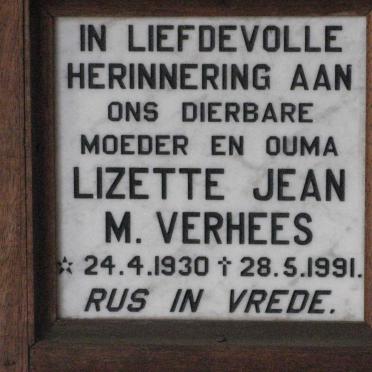 IN LIEFDEVOLLE
HERINNERING AAN
ONS DIERBARE
MOEDER EN OUMA
LIZETTE JEAN
M. VERHEES
☆ 24.4.1930 † 28.5.1991.
RUS IN VREDE.